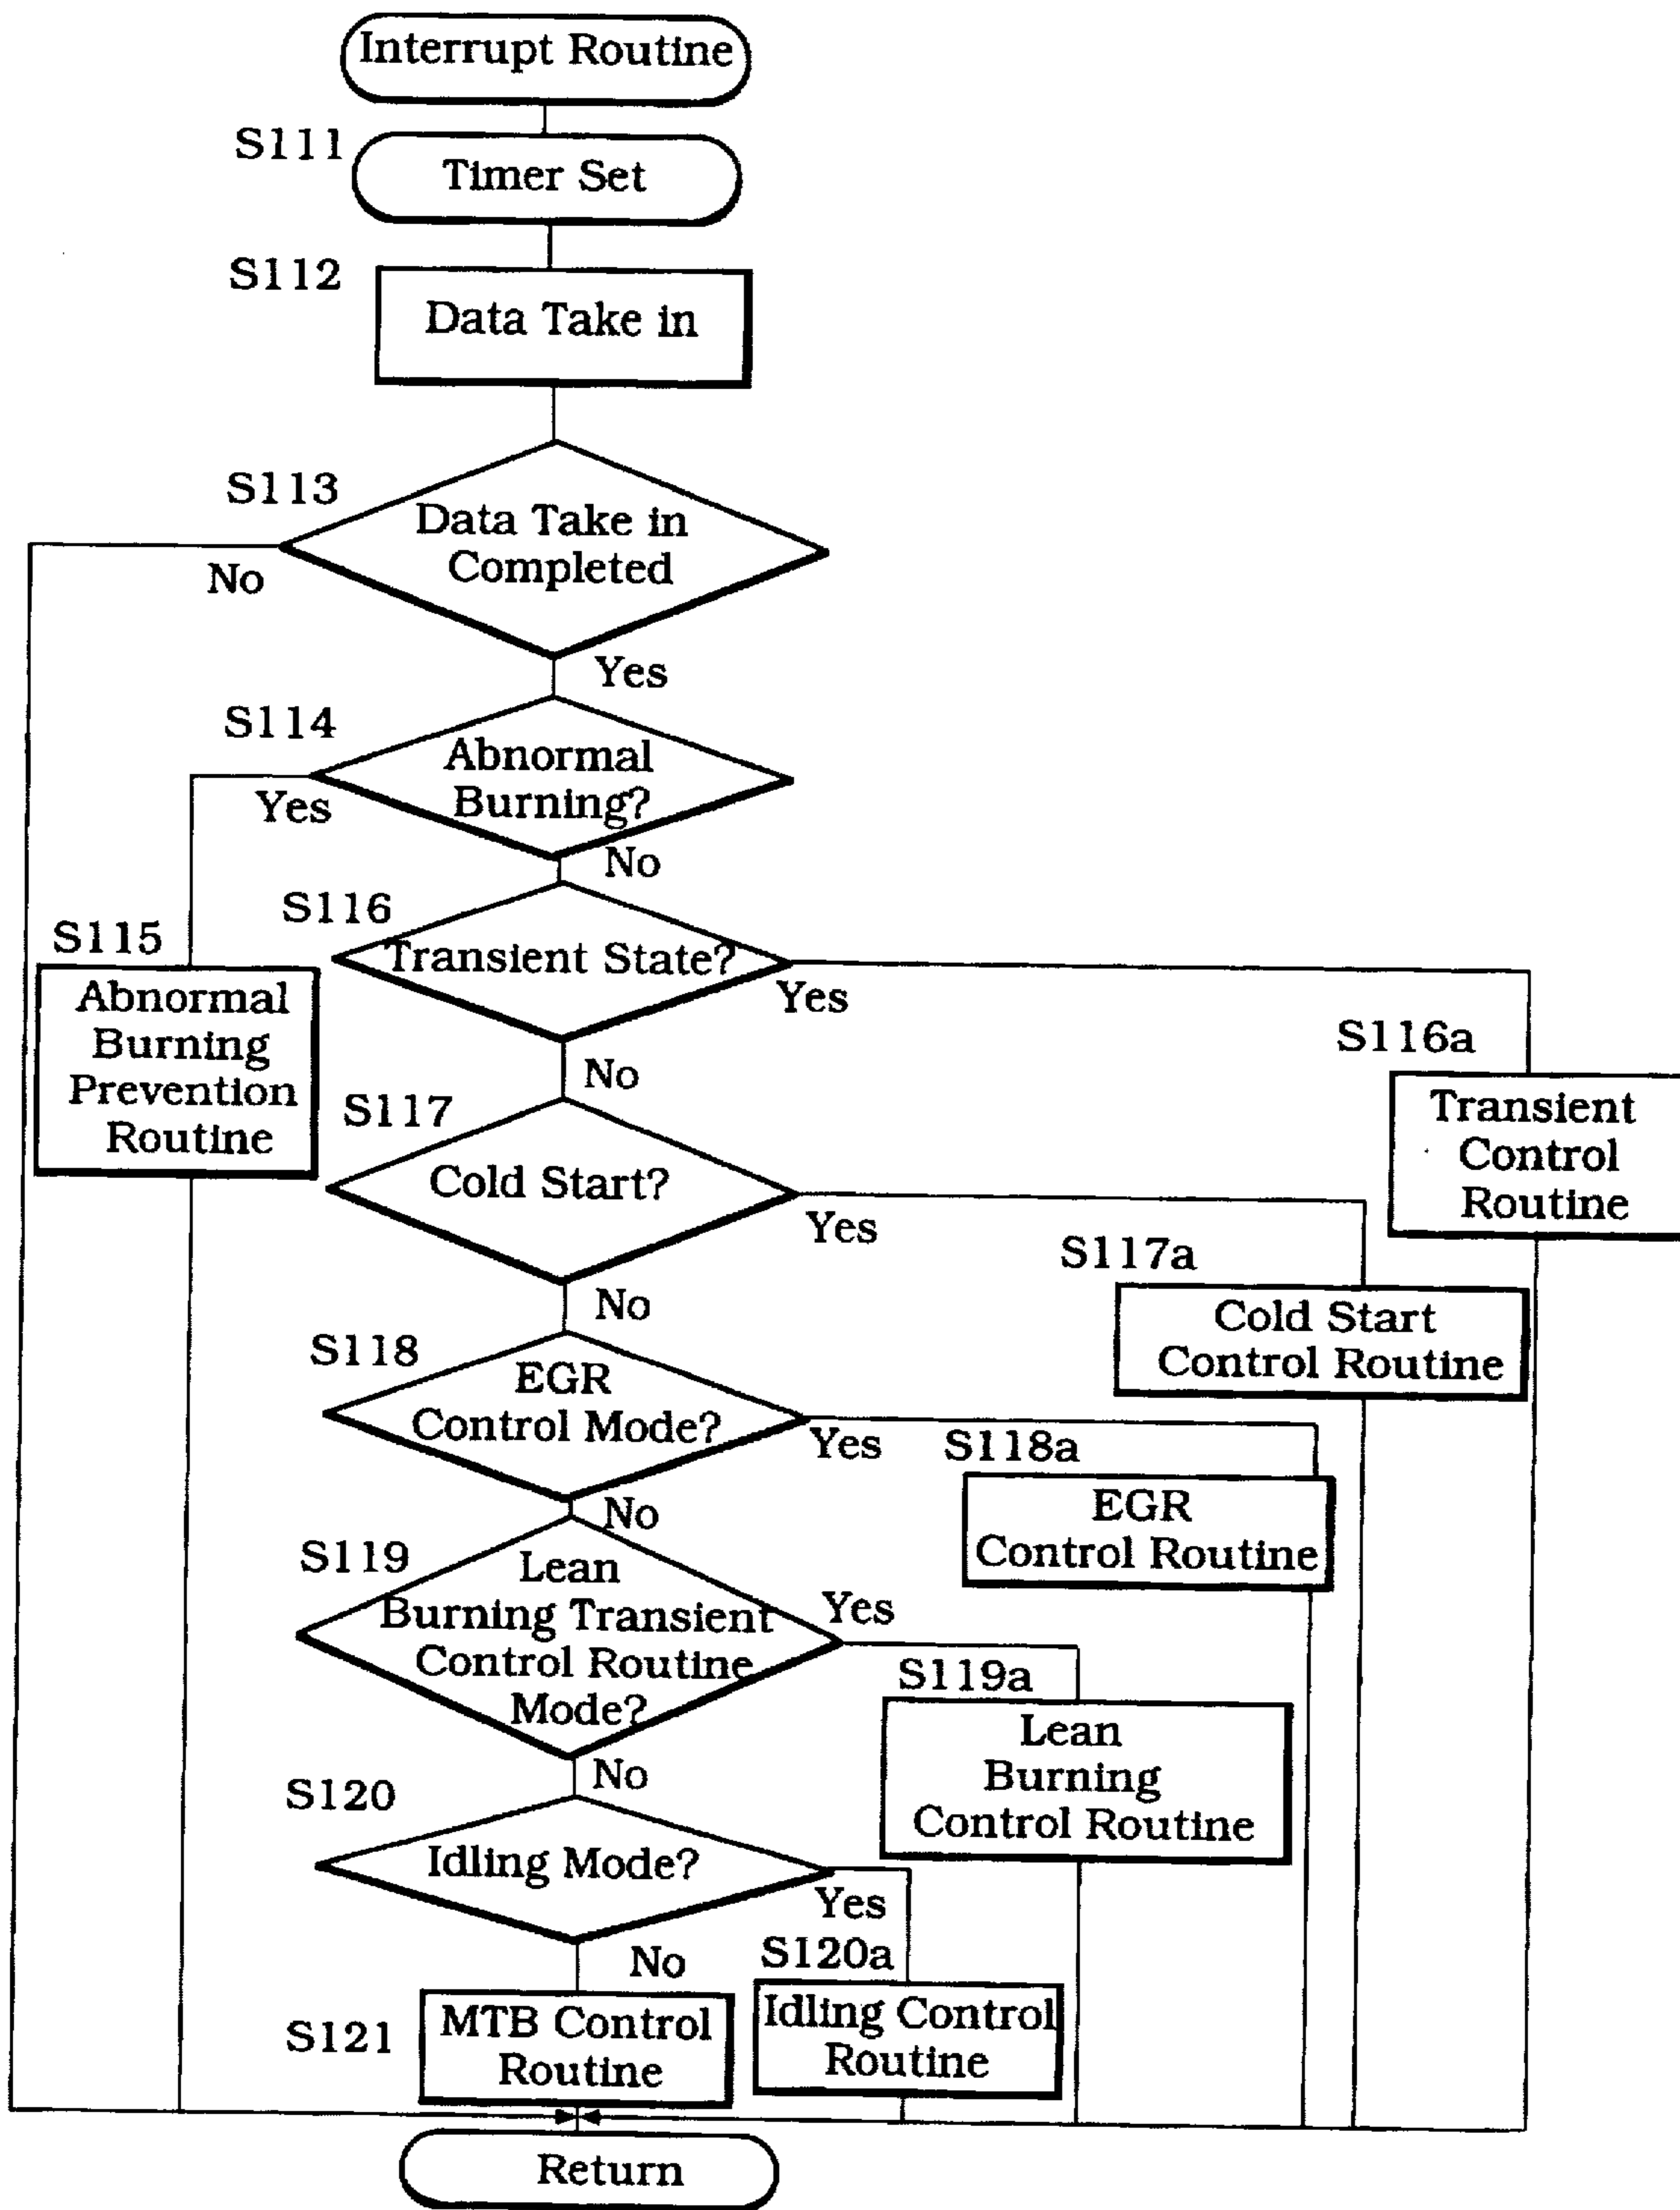 Interrupt Routine
S111
Timer Set
S112
Data Take in
S113
Data Take in
Completed
No
Yes
S114
Abnormal
Burning?
Yes
No
S115
Abnormal
Burning
Prevention
Routine
S116
Transient State?
Yes
No
S116a
Transient
Control
Routine
S117
Cold Start?
Yes
No
S117a
Cold Start
Control Routine
S118
EGR
Control Mode?
Yes
No
S118a
EGR
Control Routine
S119
Lean
Burning Transient
Control Routine
Mode?
Yes
No
S119a
Lean
Burning
Control Routine
S120
Idling Mode?
Yes
No
S120a
Idling Control
Routine
S121
MTB Control
Routine
Return